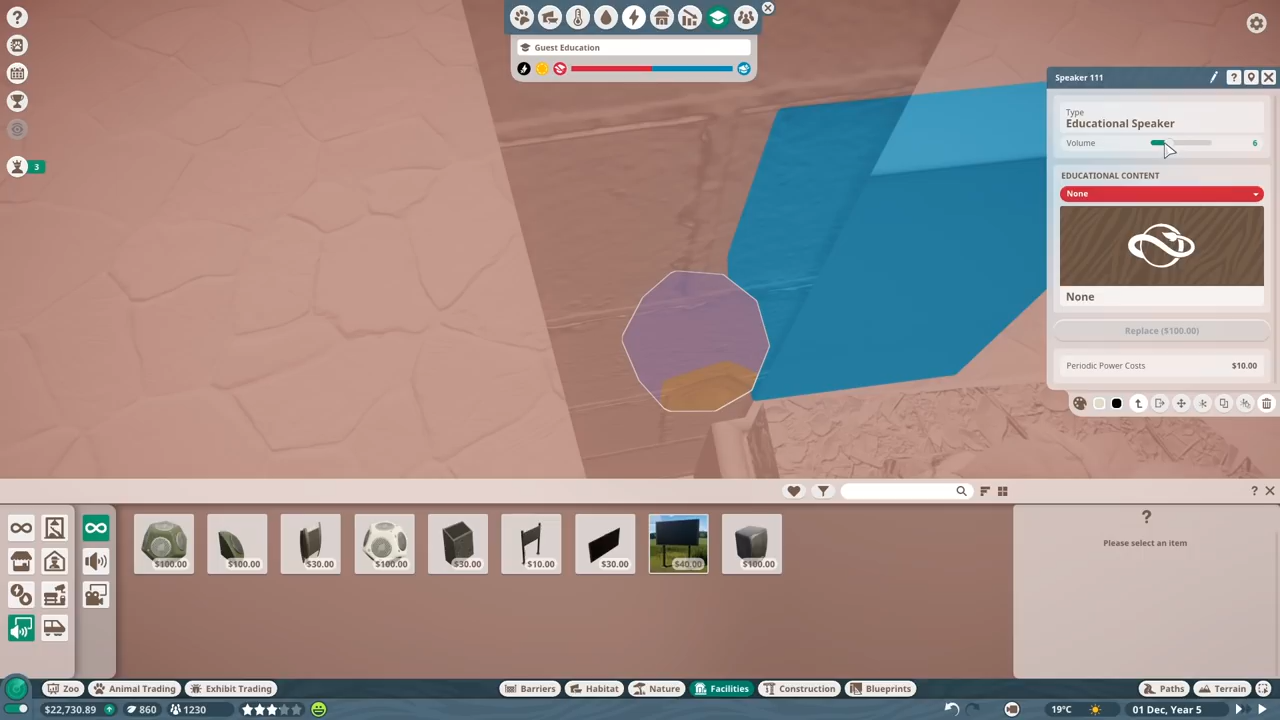 ?
Guest Education
3
Speaker 111
?
Type
Educational Speaker
Volume
6
EDUCATIONAL CONTENT
None
None
Replace ($100.00)
Periodic Power Costs $10.00
?
?
Please select an item
$100.00
$100.00
$30.00
$100.00
$30.00
$10.00
$30.00
$40.00
$100.00
Zoo
Animal Trading
Exhibit Trading
Barriers
Habitat
Nature
Facilities
Construction
Blueprints
Paths
Terrain
$22,730.89
860
1230
19°C
01 Dec, Year 5